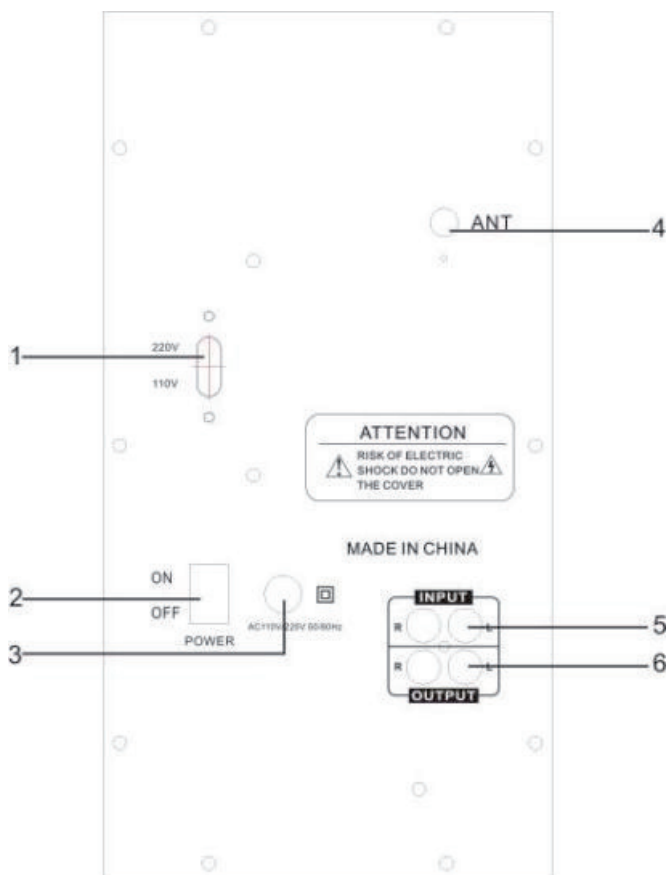 ANT
4
220V
1
110V
ATTENTION
RISK OF ELECTRIC
SHOCK DO NOT OPEN
THE COVER
MADE IN CHINA
ON
2
OFF
POWER
3
AC110V/220V 50/60Hz
INPUT
R L
5
R L
6
OUTPUT